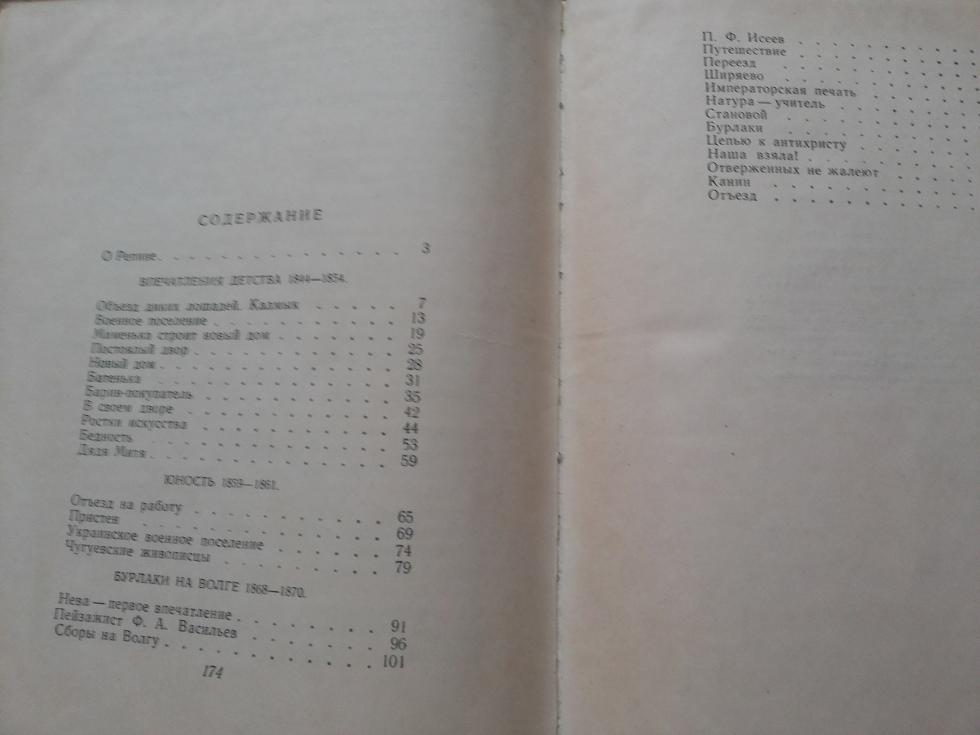 СОДЕРЖАНИЕ
О Репине. . . . . . . . . . . . . . . 3
ВПЕЧАТЛЕНИЯ ДЕТСТВА 1844—1854.
Объезд диких лошадей. Калмык . . . . . . 7
Военное поселение . . . . . . . . . . . . 13
Маменька строит новый дом . . . . . . . . 19
Постоялый двор . . . . . . . . . . . . . 25
Новый дом . . . . . . . . . . . . . . . 28
Батенька . . . . . . . . . . . . . . . 31
Барин-покупатель . . . . . . . . . . . . 35
В своем дворе . . . . . . . . . . . . . 42
Ростки искусства . . . . . . . . . . . . 44
Бедность . . . . . . . . . . . . . . . 53
Дядя Митя . . . . . . . . . . . . . . . 59
ЮНОСТЬ 1859—1861.
Отъезд на работу . . . . . . . . . . . . 65
Пристен . . . . . . . . . . . . . . . 69
Украинское военное поселение . . . . . . . 74
Чугуевские живописцы . . . . . . . . . . 79
БУРЛАКИ НА ВОЛГЕ 1868—1870.
Нева — первое впечатление . . . . . . . . 91
Пейзажист Ф. А. Васильев . . . . . . . . 96
Сборы на Волгу . . . . . . . . . . . . . 101
174
П. Ф. Исеев . . . . . . . . .
Путешествие . . . . . . . . .
Переезд . . . . . . . . . .
Ширяево . . . . . . . . . .
Императорская печать . . . . . .
Натура — учитель . . . . . . .
Становой . . . . . . . . . .
Бурлаки . . . . . . . . . .
Цепью к антихристу . . . . . .
Наша взяла! . . . . . . . . .
Отверженных не жалеют . . . . .
Канин . . . . . . . . . . .
Отъезд . . . . . . . . . . .